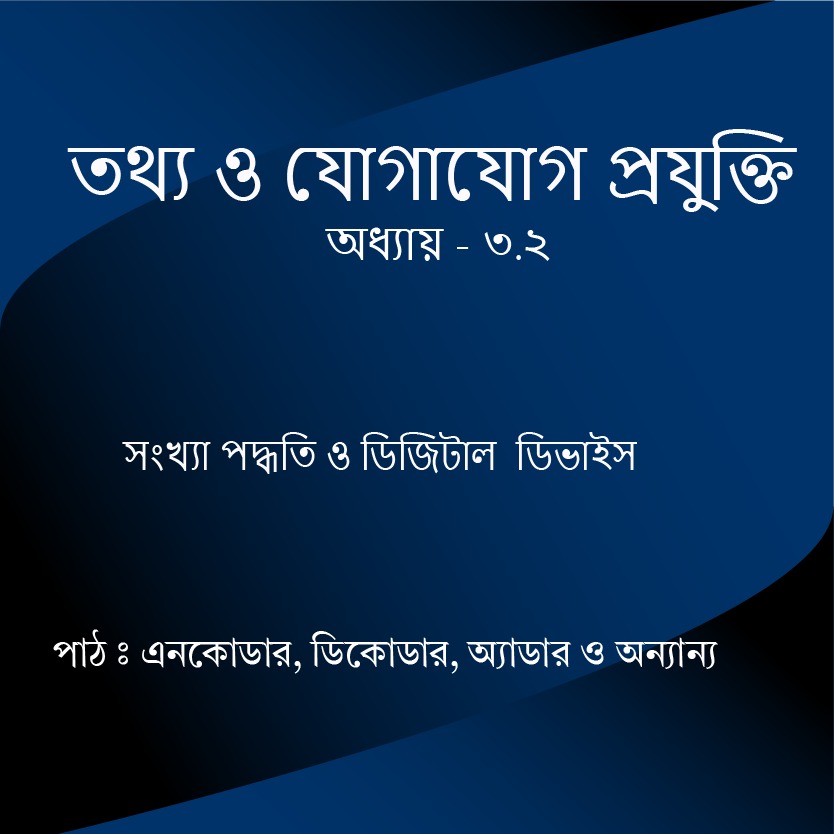 তথ্য ও যোগাযোগ প্রযুক্তি
অধ্যায় - ৩.২
সংখ্যা পদ্ধতি ও ডিজিটাল ডিভাইস
পাঠ ঃ এনকোডার, ডিকোডার, অ্যাডার ও অন্যান্য